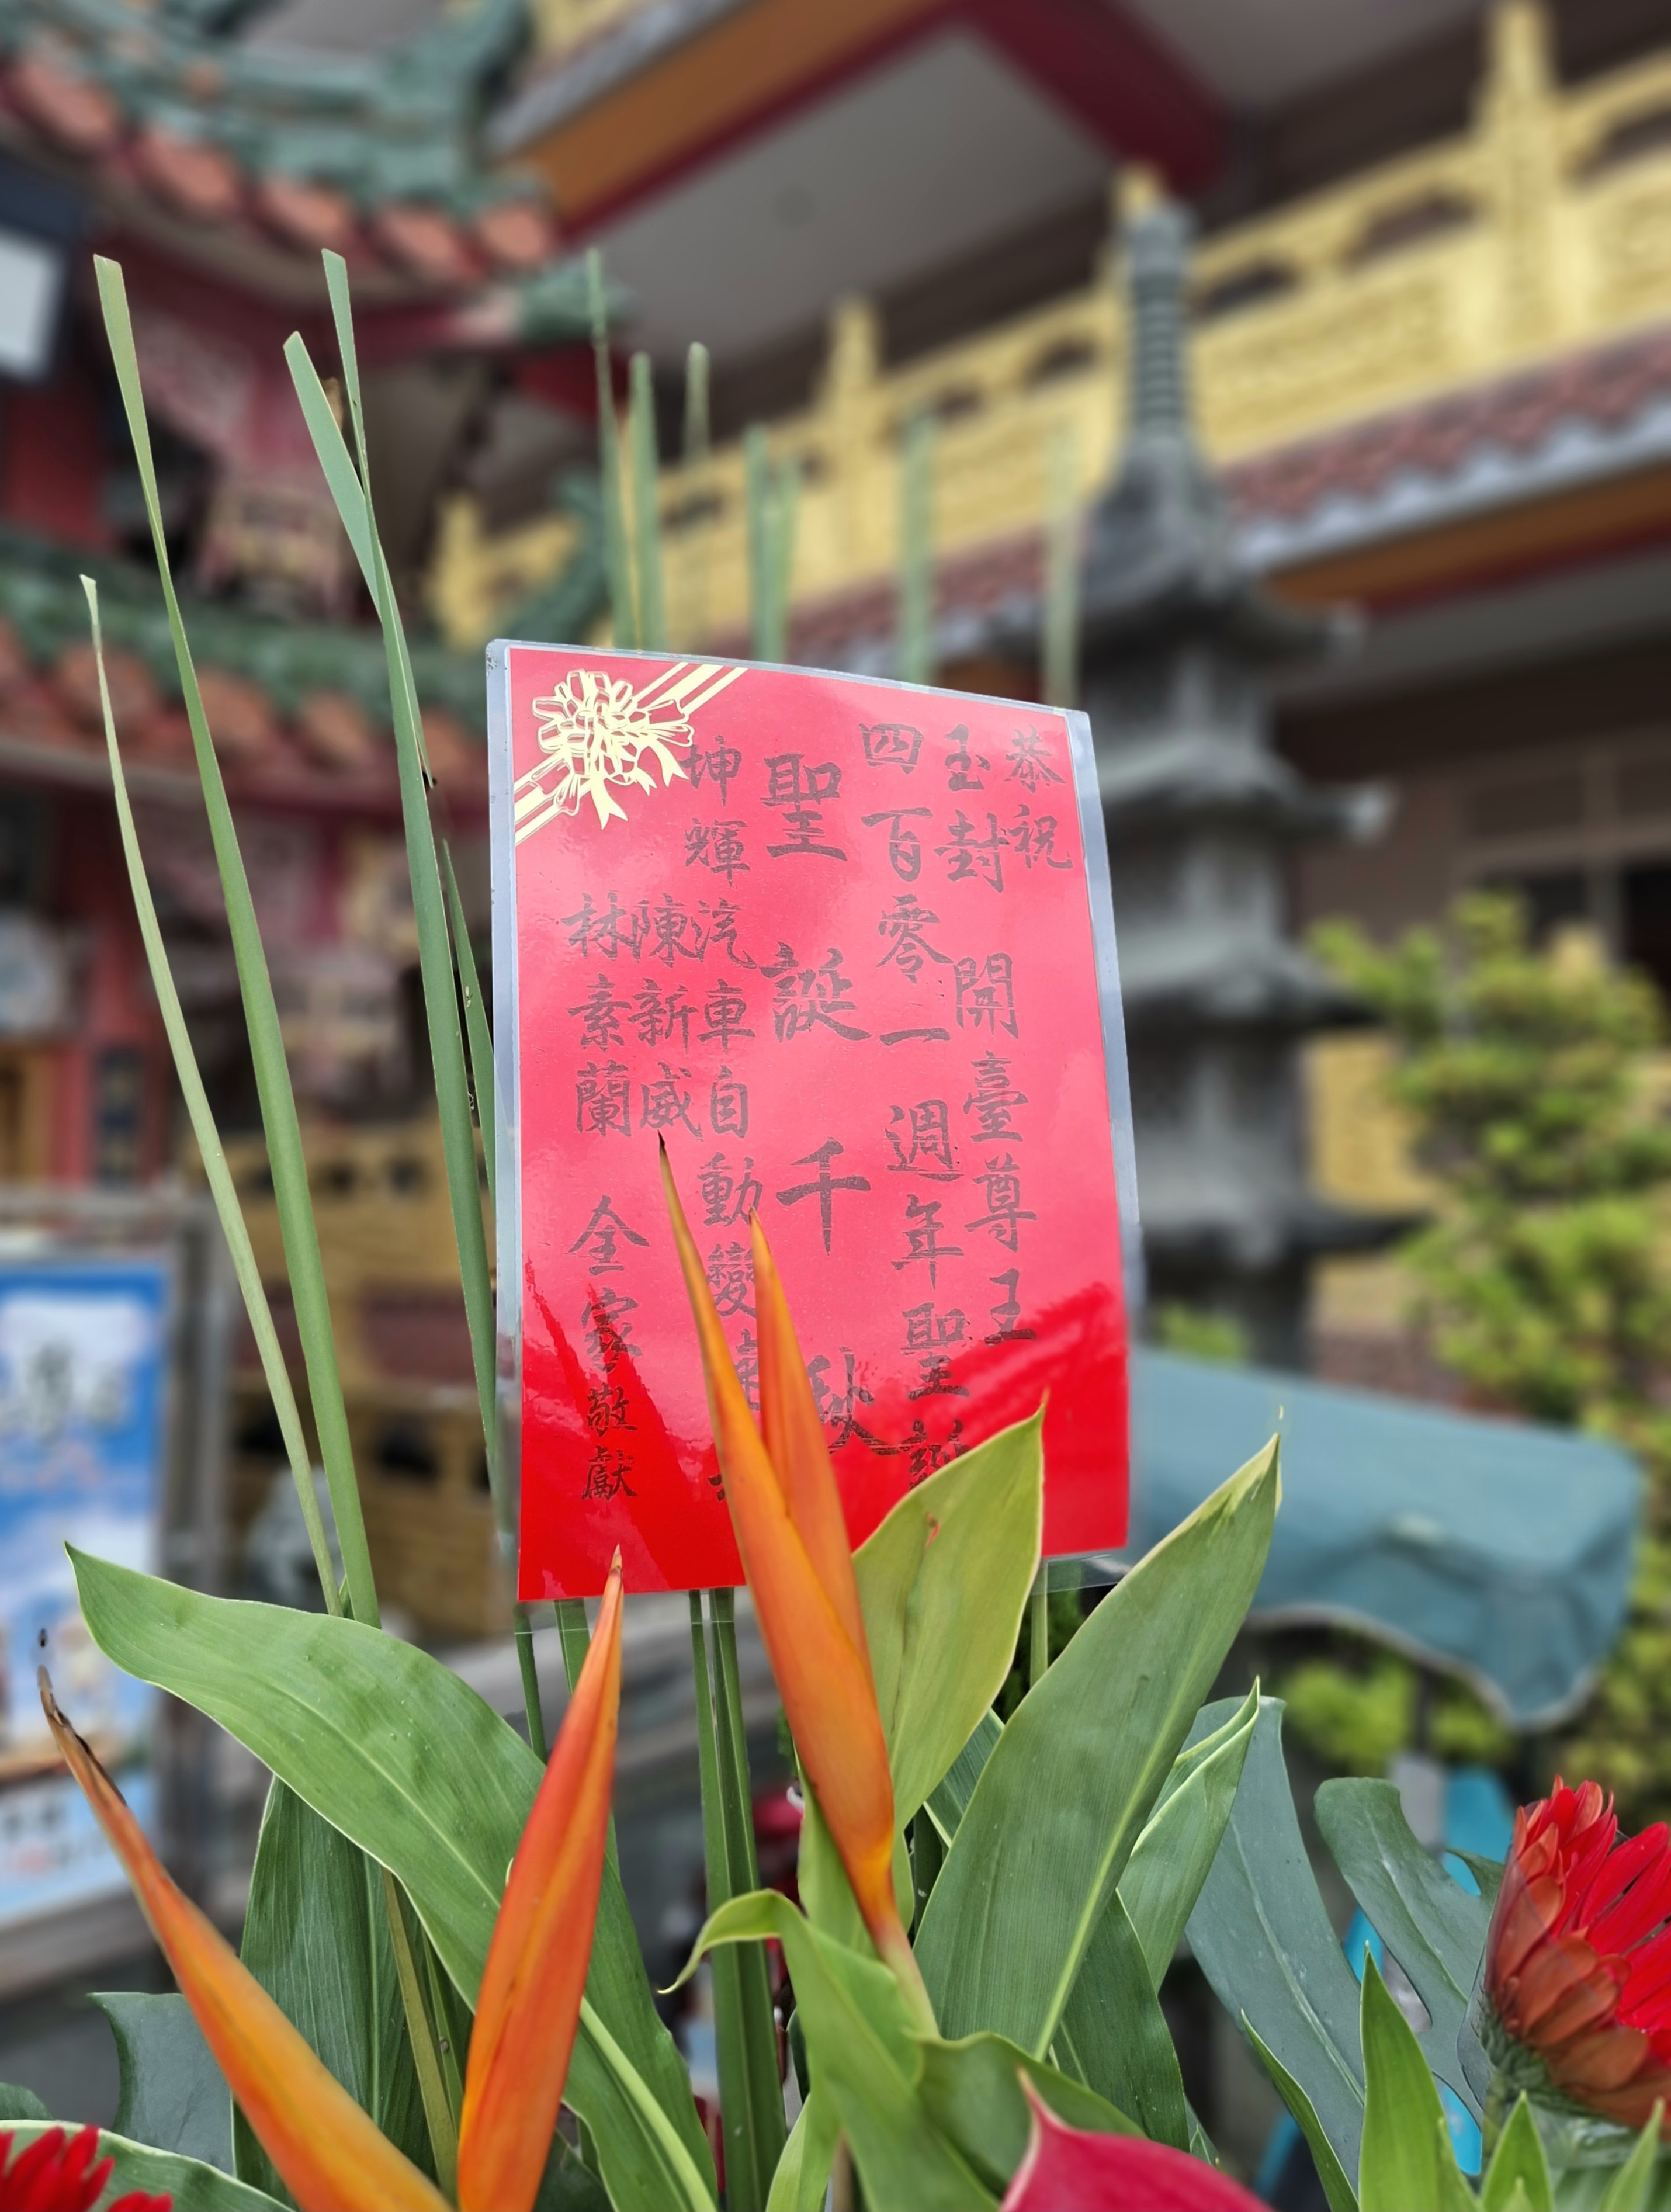 恭祝
玉封 開臺尊王
四百零一週年聖誕
聖誕千秋
坤輝汽車自動變速
陳新威
林素蘭 全家敬獻